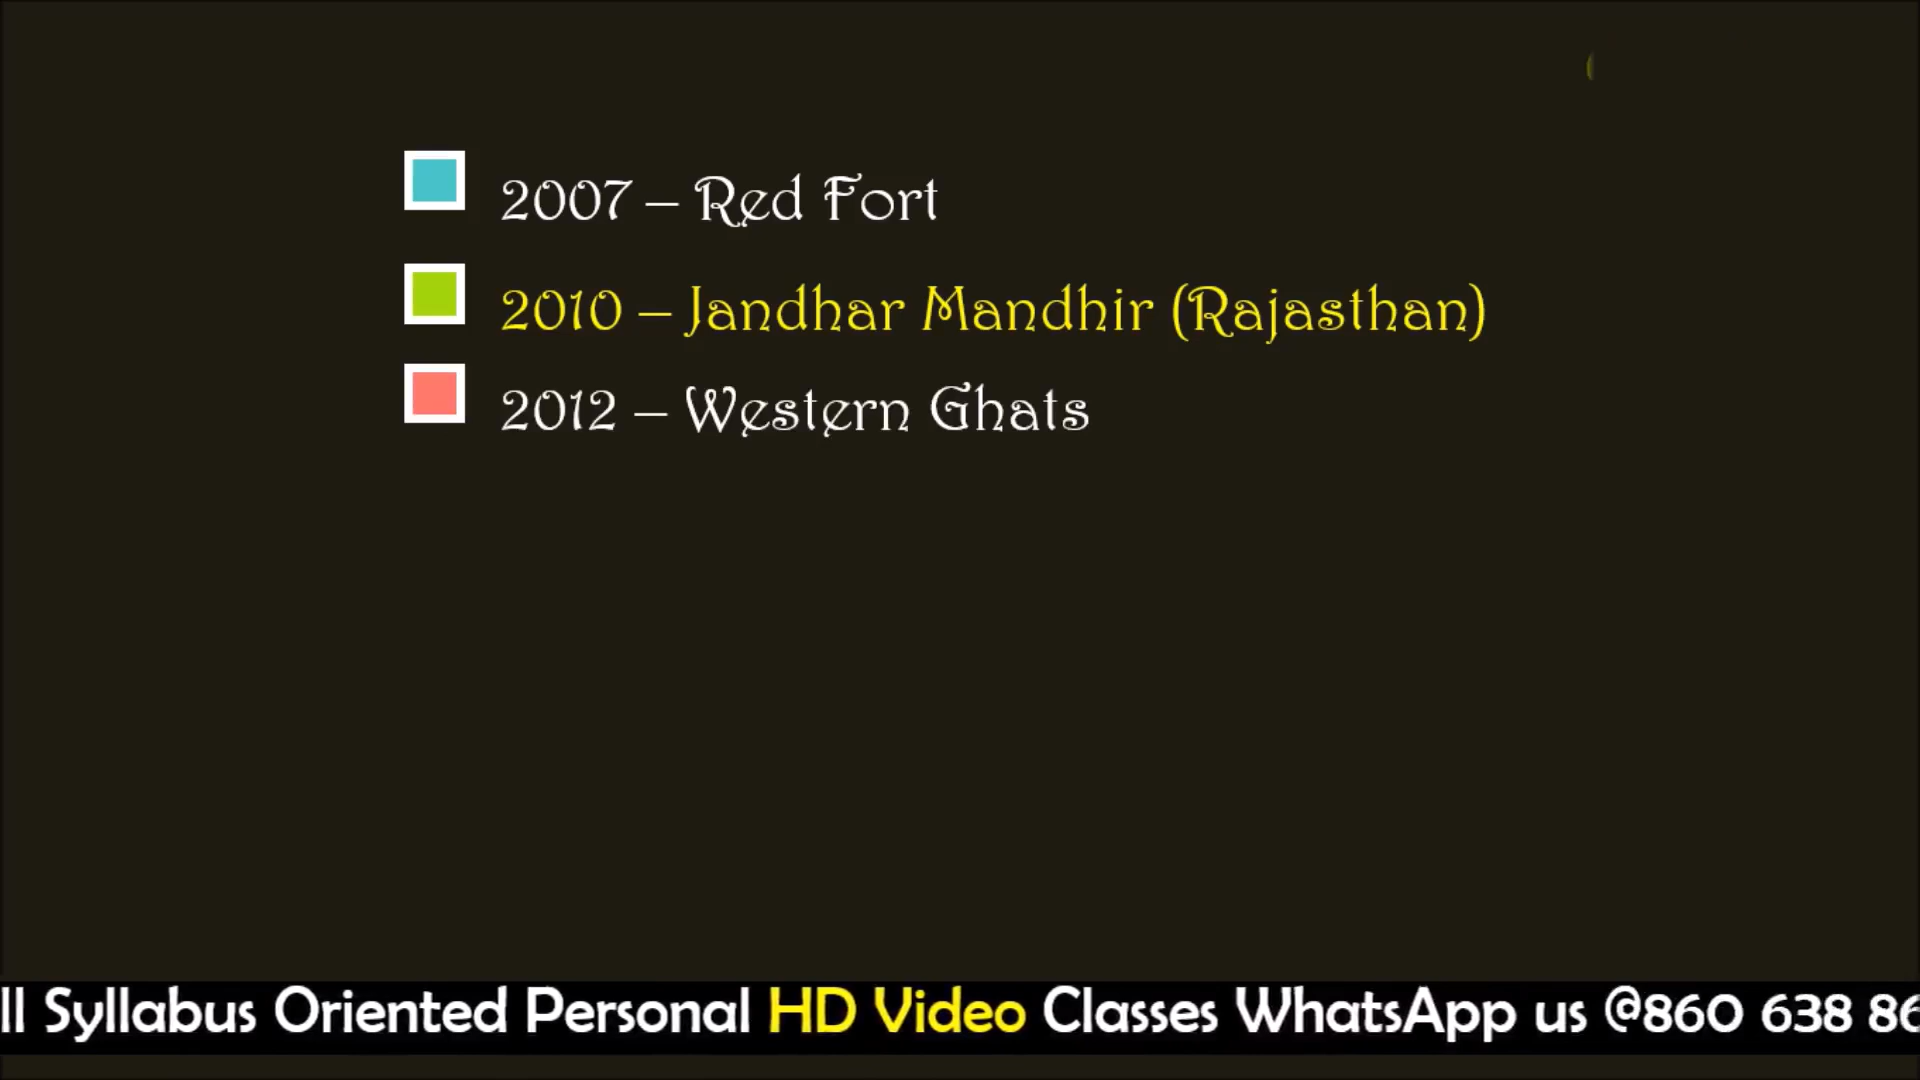 2007 – Red Fort
2010 – Jandhar Mandhir (Rajasthan)
2012 – Western Ghats
ll Syllabus Oriented Personal HD Video Classes WhatsApp us @860 638 86